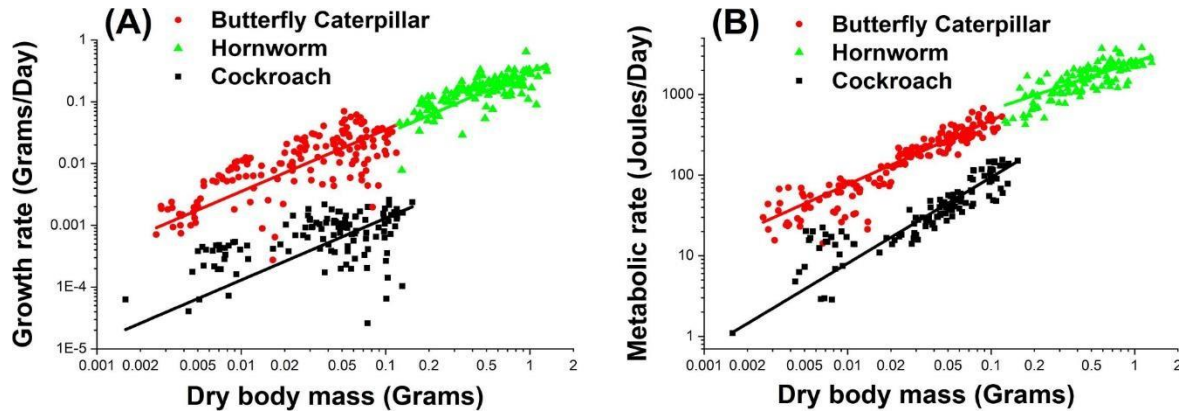 (A)
Butterfly Caterpillar
Hornworm
Cockroach
Growth rate (Grams/Day)
1
0.1
0.01
0.001
1E-4
1E-5
0.001 0.002 0.005 0.01 0.02 0.05 0.1 0.2 0.5 1 2
Dry body mass (Grams)
(B)
Butterfly Caterpillar
Hornworm
Cockroach
Metabolic rate (Joules/Day)
1000
100
10
1
0.001 0.0025 0.005 0.01 0.02 0.05 0.1 0.2 0.5 1 2
Dry body mass (Grams)